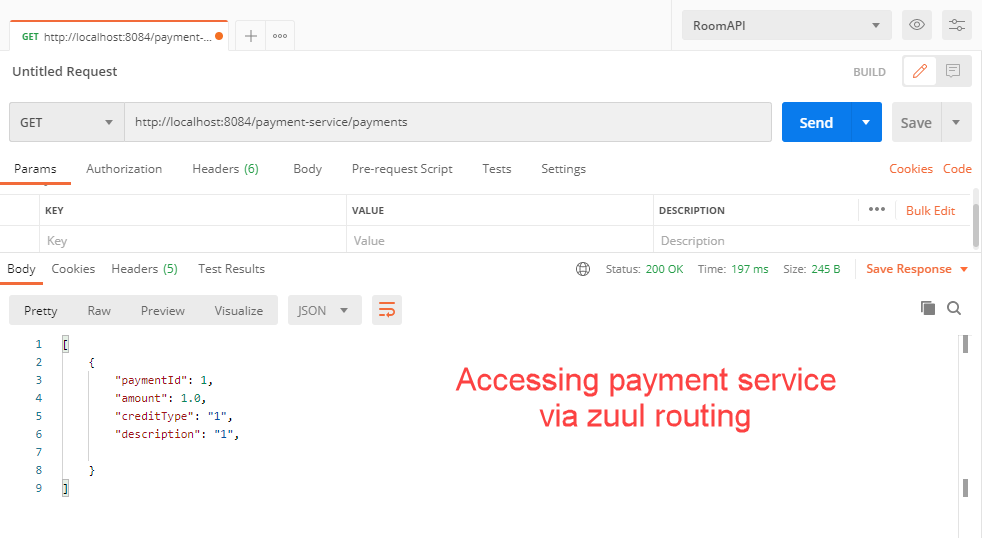 GET http://localhost:8084/payment-... + ooo RoomAPI
Untitled Request BUILD
GET http://localhost:8084/payment-service/payments Send Save
Params Authorization Headers (6) Body Pre-request Script Tests Settings Cookies Code
KEY VALUE DESCRIPTION ••• Bulk Edit
Key Value Description
Body Cookies Headers (5) Test Results Status: 200 OK Time: 197 ms Size: 245 B Save Response
Pretty Raw Preview Visualize JSON
1 [
2 {
3 "paymentId": 1,
4 "amount": 1.0,
5 "creditType": "1",
6 "description": "1",
7
8 }
9 ]
Accessing payment service
via zuul routing